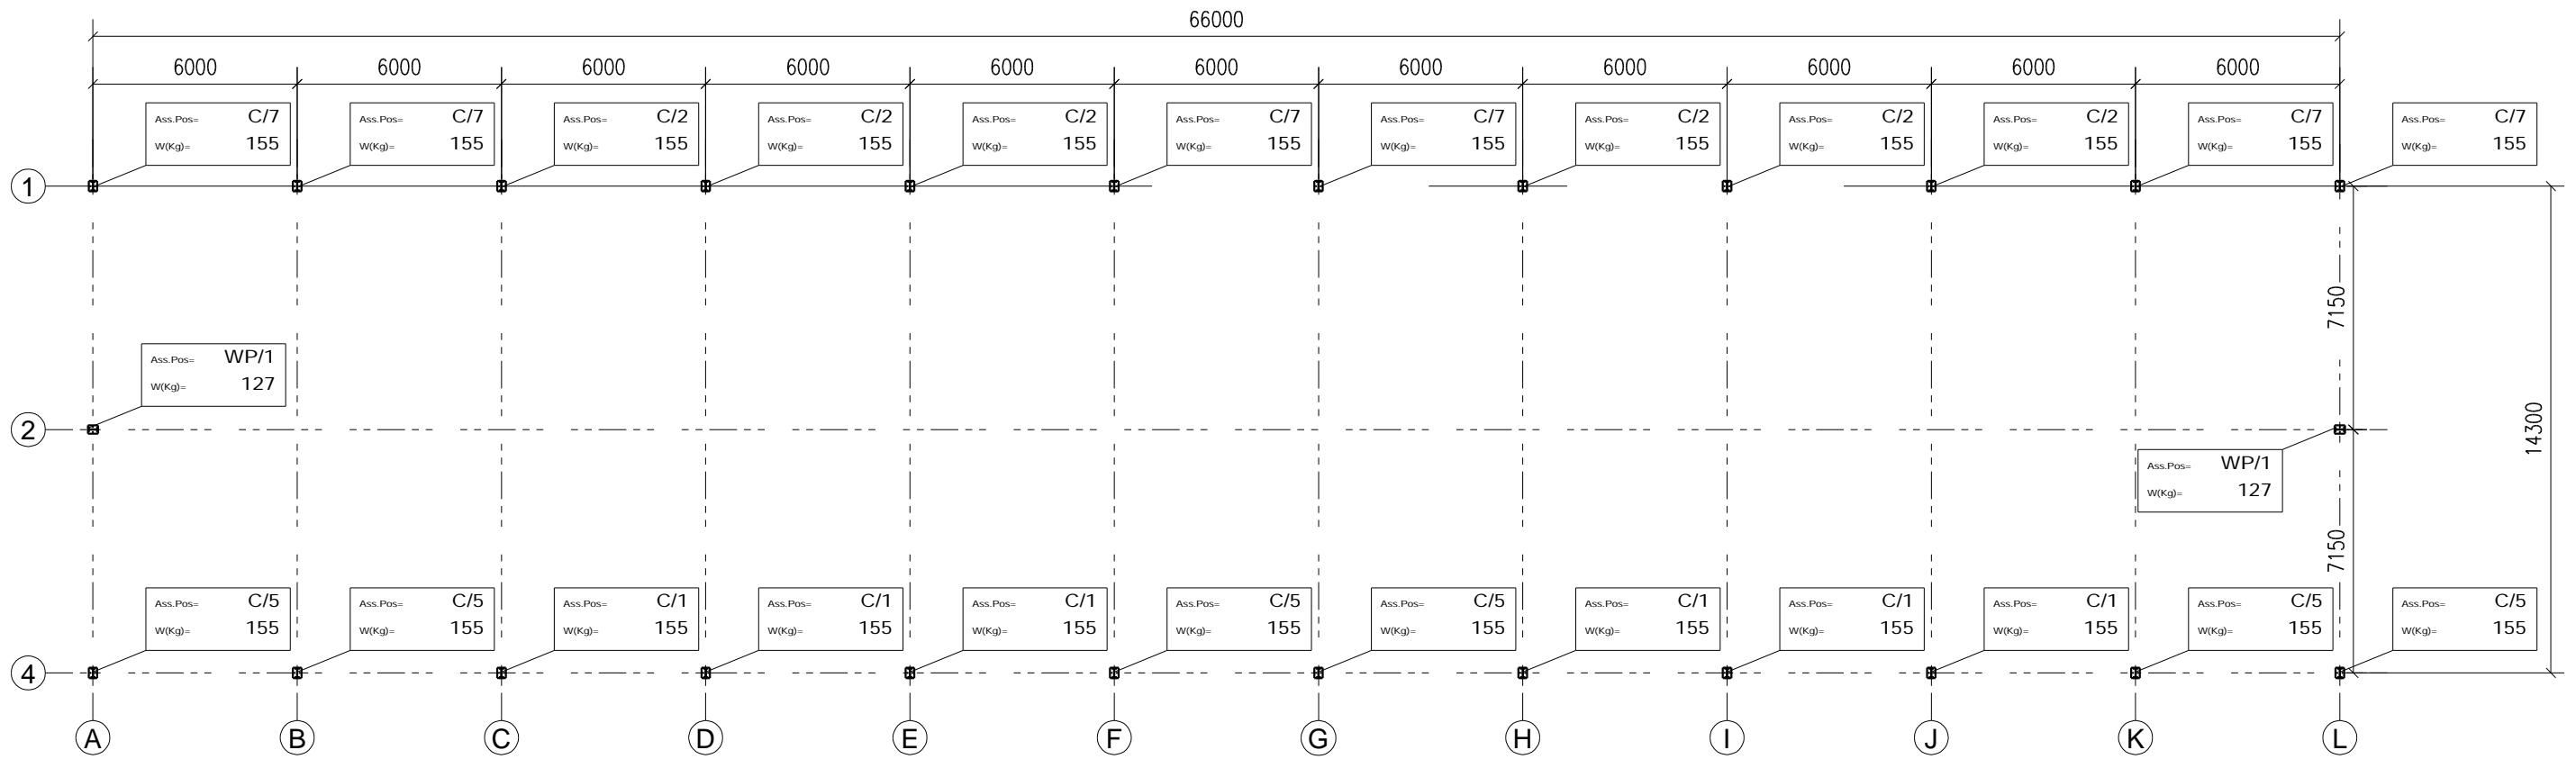 66000
6000 6000 6000 6000 6000 6000 6000 6000 6000 6000 6000
Ass.Pos= C/7 Ass.Pos= C/7 Ass.Pos= C/2 Ass.Pos= C/2 Ass.Pos= C/2 Ass.Pos= C/7 Ass.Pos= C/7 Ass.Pos= C/2 Ass.Pos= C/2 Ass.Pos= C/2 Ass.Pos= C/7 Ass.Pos= C/7
W(Kg)= 155 W(Kg)= 155 W(Kg)= 155 W(Kg)= 155 W(Kg)= 155 W(Kg)= 155 W(Kg)= 155 W(Kg)= 155 W(Kg)= 155 W(Kg)= 155 W(Kg)= 155 W(Kg)= 155
1
7150
Ass.Pos= WP/1
W(Kg)= 127
2
14300
Ass.Pos= WP/1
W(Kg)= 127
7150
Ass.Pos= C/5 Ass.Pos= C/5 Ass.Pos= C/1 Ass.Pos= C/1 Ass.Pos= C/1 Ass.Pos= C/5 Ass.Pos= C/5 Ass.Pos= C/1 Ass.Pos= C/1 Ass.Pos= C/1 Ass.Pos= C/5 Ass.Pos= C/5
W(Kg)= 155 W(Kg)= 155 W(Kg)= 155 W(Kg)= 155 W(Kg)= 155 W(Kg)= 155 W(Kg)= 155 W(Kg)= 155 W(Kg)= 155 W(Kg)= 155 W(Kg)= 155 W(Kg)= 155
4
A B C D E F G H I J K L